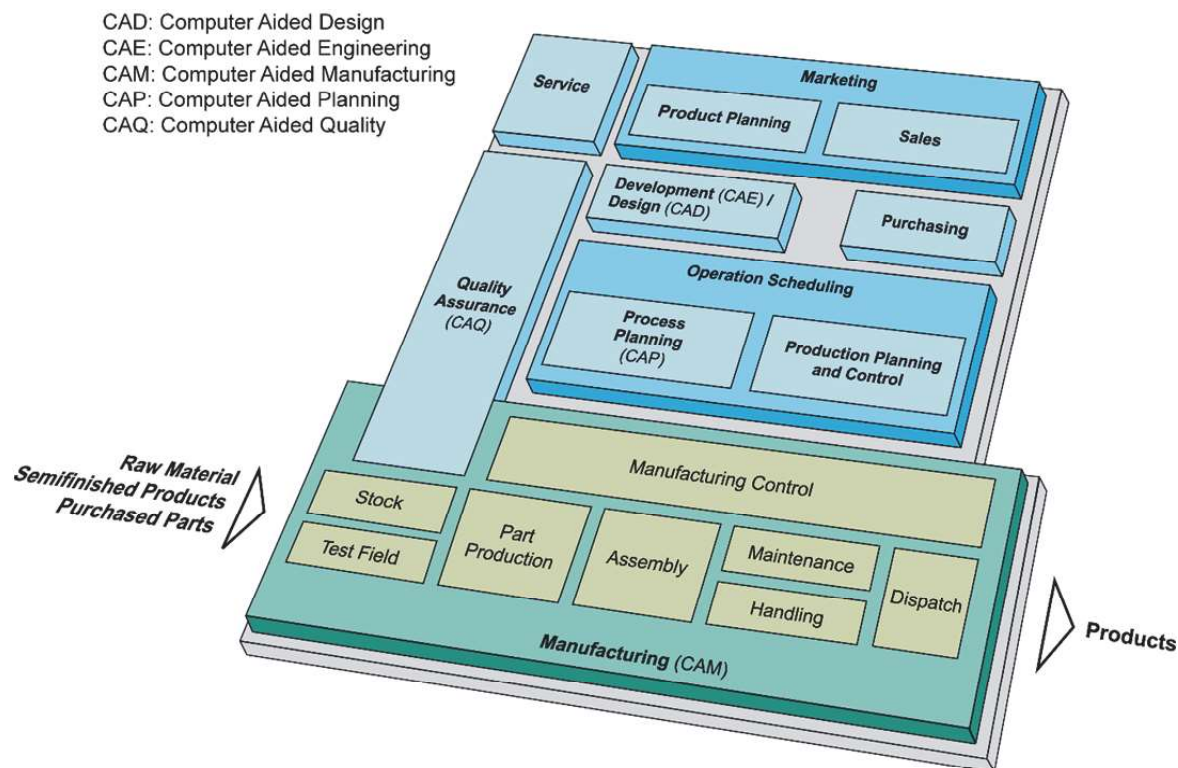 CAD: Computer Aided Design
CAE: Computer Aided Engineering
CAM: Computer Aided Manufacturing
CAP: Computer Aided Planning
CAQ: Computer Aided Quality
Service
Marketing
Product Planning
Sales
Development (CAE) /
Design (CAD)
Purchasing
Quality
Assurance
(CAQ)
Operation Scheduling
Process
Planning
(CAP)
Production Planning
and Control
Raw Material
Semifinished Products
Purchased Parts
Manufacturing Control
Stock
Test Field
Part
Production
Assembly
Maintenance
Handling
Dispatch
Manufacturing (CAM)
Products